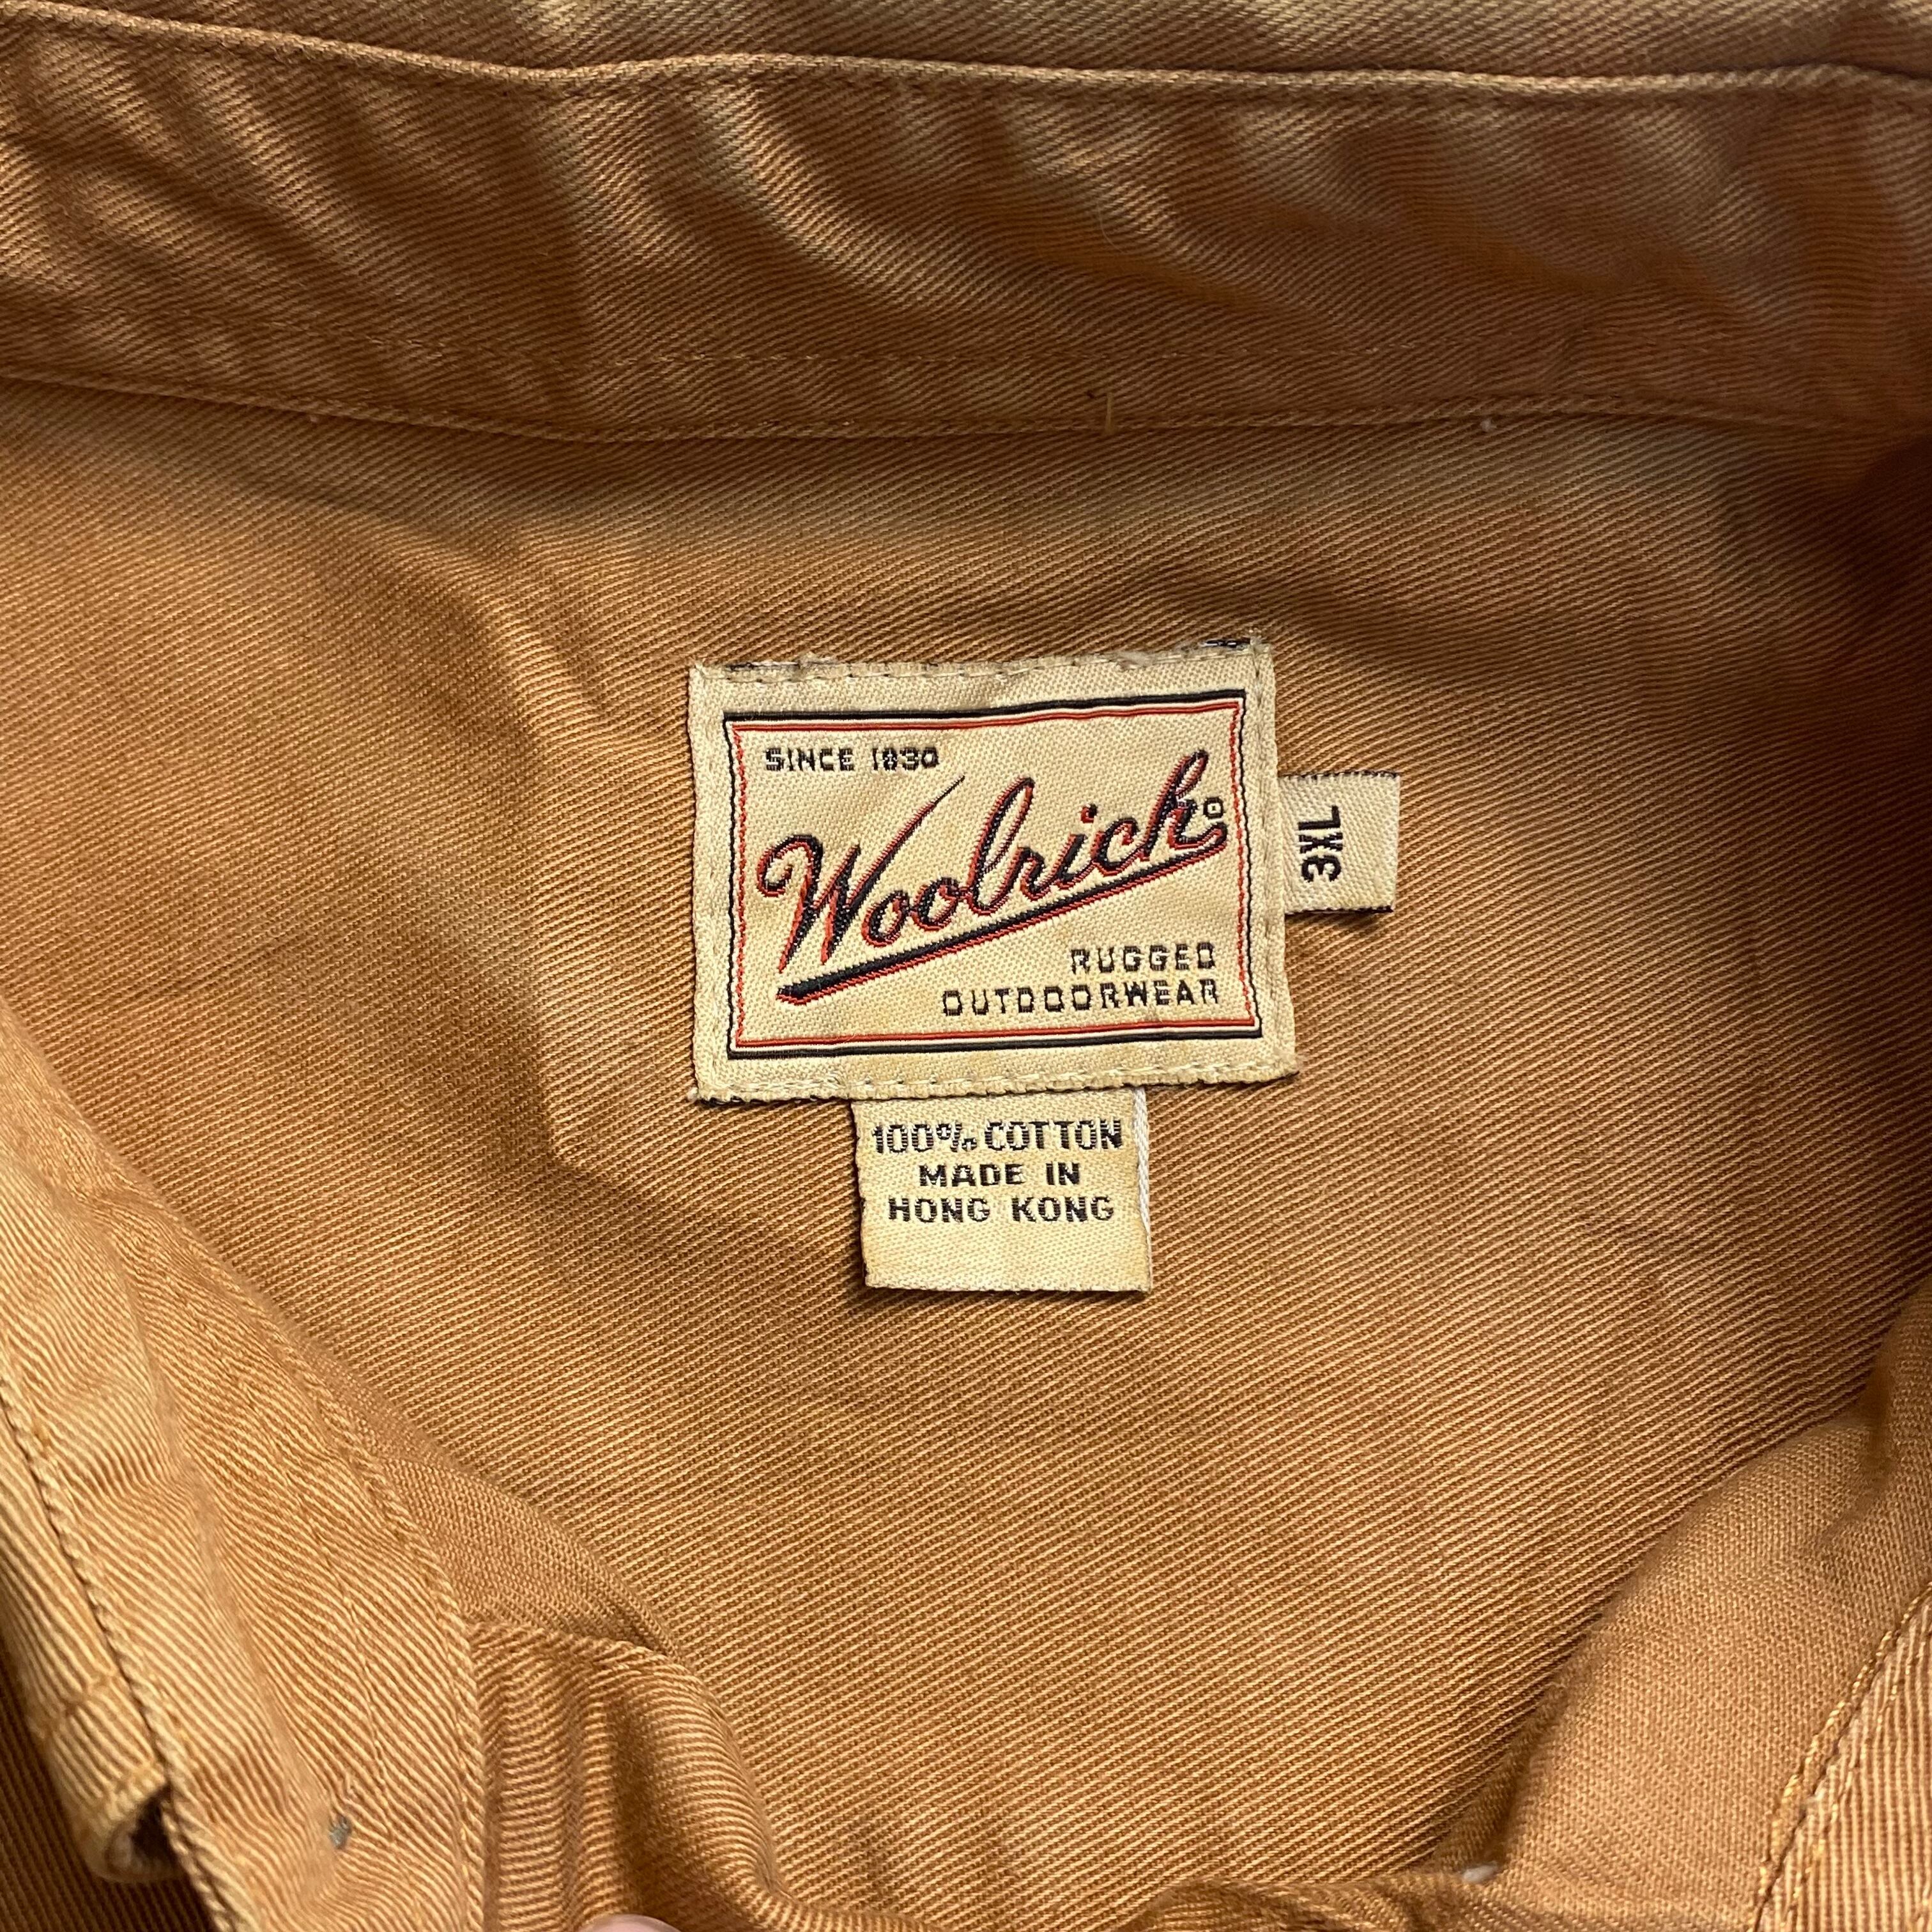 SINCE 1830
Woolrich®
RUGGED
OUTDOORWEAR
3XL
100% COTTON
MADE IN
HONG KONG